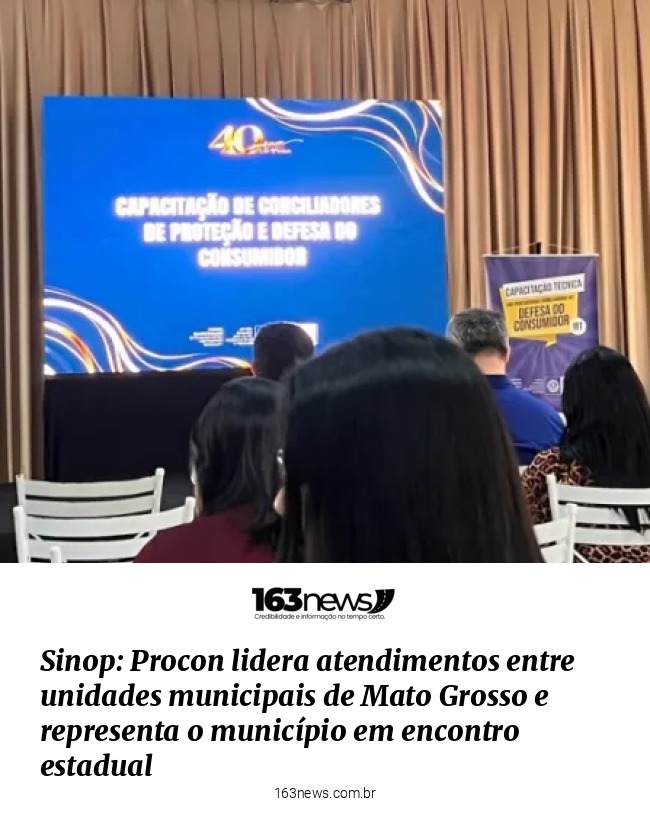 40
CAPACITAÇÃO DE CONCILIADORES
DE PROTEÇÃO E DEFESA DO
CONSUMIDOR
CAPACITAÇÃO TÉCNICA
DEFESA DO
CONSUMIDOR
MT
163news
Credibilidade e informação no tempo certo.
Sinop: Procon lidera atendimentos entre
unidades municipais de Mato Grosso e
representa o município em encontro
estadual
163news.com.br